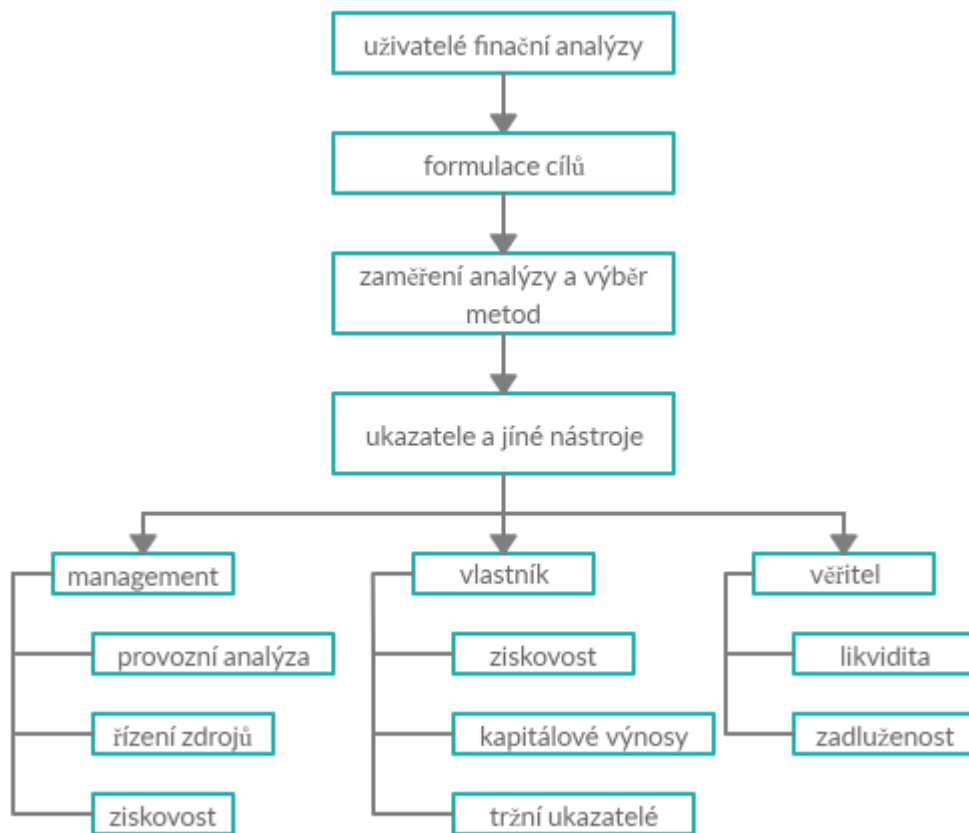 uživatelé finační analýzy
formulace cílů
zaměření analýzy a výběr
metod
ukazatele a jíné nástroje
management
provozní analýza
řízení zdrojů
ziskovost
vlastník
ziskovost
kapitálové výnosy
tržní ukazatelé
věřitel
likvidita
zadluženost